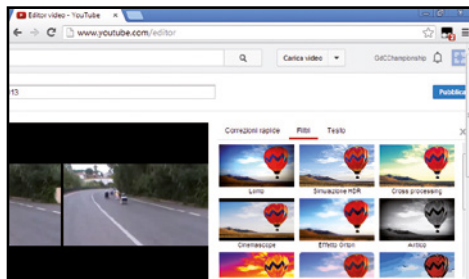 Editor video - YouTube
www.youtube.com/editor
Carica video
GdCChampionship
r13
Pubblica
Correzioni rapide Filtri Testo
Lomo Simulazione HDR Cross processing
Cinemascope Effetto Orton Antico